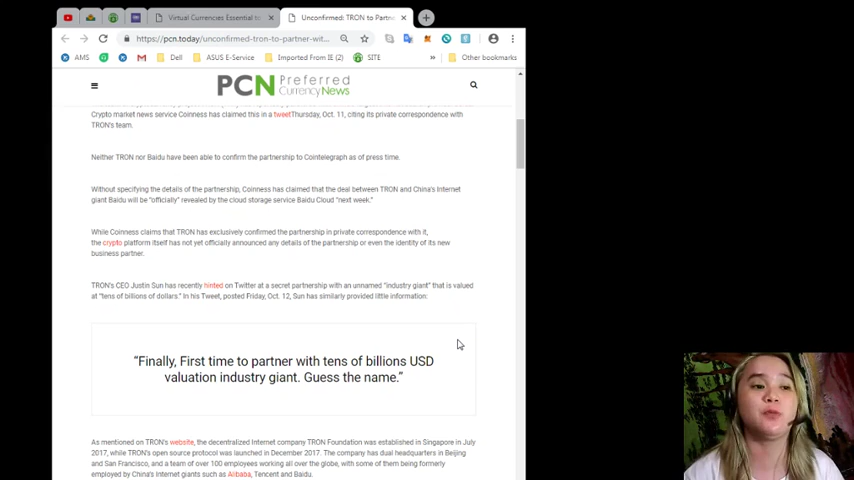 Virtual Currencies Essential to
Unconfirmed: TRON to Partn
https://pcn.today/unconfirmed-tron-to-partner-wit...
AMS
Dell
ASUS E-Service
Imported From IE (2)
SITE
Other bookmarks
PCN Preferred
Currency News
Crypto market news service Coinness has claimed this in a tweetThursday, Oct. 11, citing its private correspondence with
TRON's team.
Neither TRON nor Baidu have been able to confirm the partnership to Cointelegraph as of press time.
Without specifying the details of the partnership, Coinness has claimed that the deal between TRON and China's Internet
giant Baidu will be "officially" revealed by the cloud storage service Baidu Cloud "next week."
While Coinness claims that TRON has exclusively confirmed the partnership in private correspondence with it,
the crypto platform itself has not yet officially announced any details of the partnership or even the identity of its new
business partner.
TRON's CEO Justin Sun has recently hinted on Twitter at a secret partnership with an unnamed "industry giant" that is valued
at "tens of billions of dollars." In his Tweet, posted Friday, Oct. 12, Sun has similarly provided little information:
"Finally, First time to partner with tens of billions USD
valuation industry giant. Guess the name."
As mentioned on TRON's website, the decentralized Internet company TRON Foundation was established in Singapore in July
2017, while TRON's open source protocol was launched in December 2017. The company has dual headquarters in Beijing
and San Francisco, and a team of over 100 employees working all over the globe, with some of them being formerly
employed by China's Internet giants such as Alibaba, Tencent and Baidu.